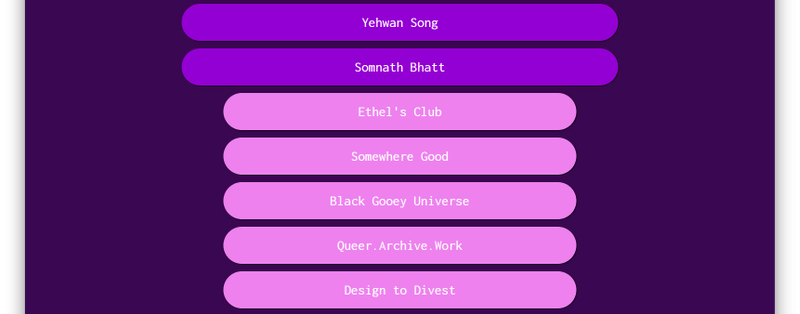 Yehwan Song
Somnath Bhatt
Ethel's Club
Somewhere Good
Black Gooey Universe
Queer.Archive.Work
Design to Divest